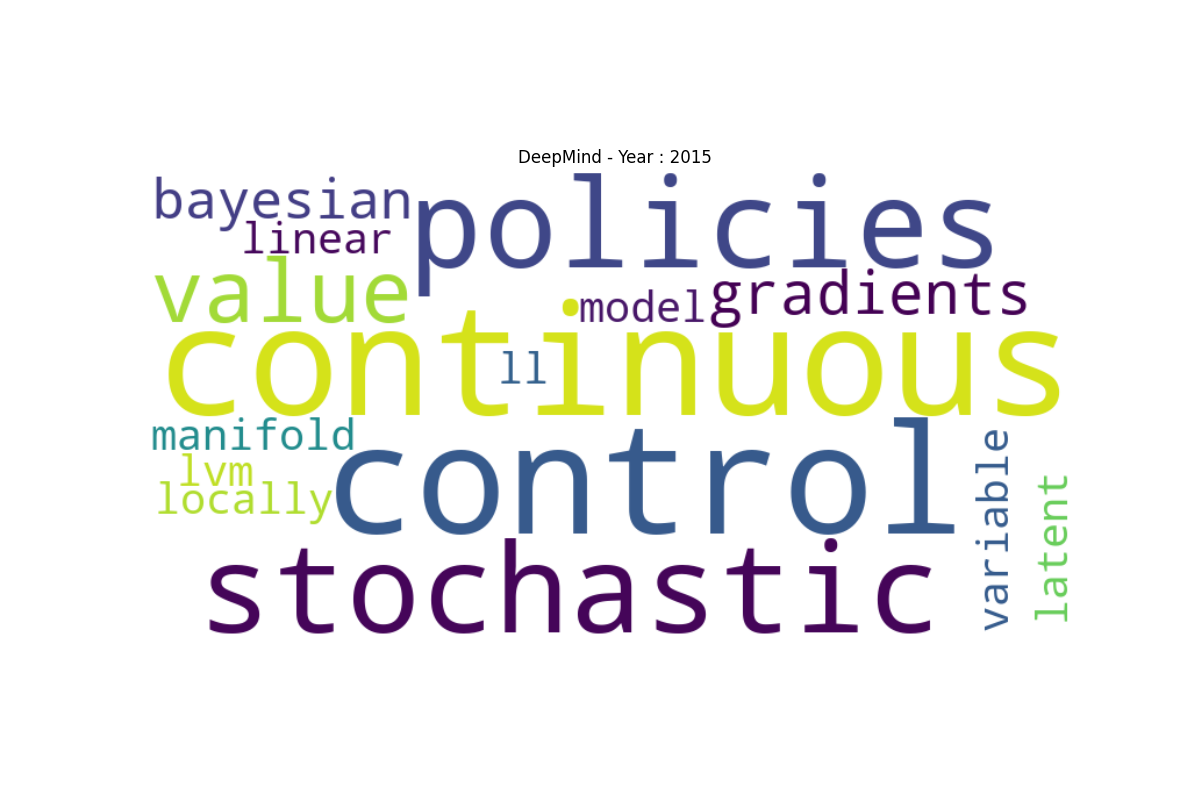 DeepMind - Year : 2015
bayesian
policies
linear
value
model
gradients
continuous
ll
manifold
control
lvm
locally
variable
latent
stochastic